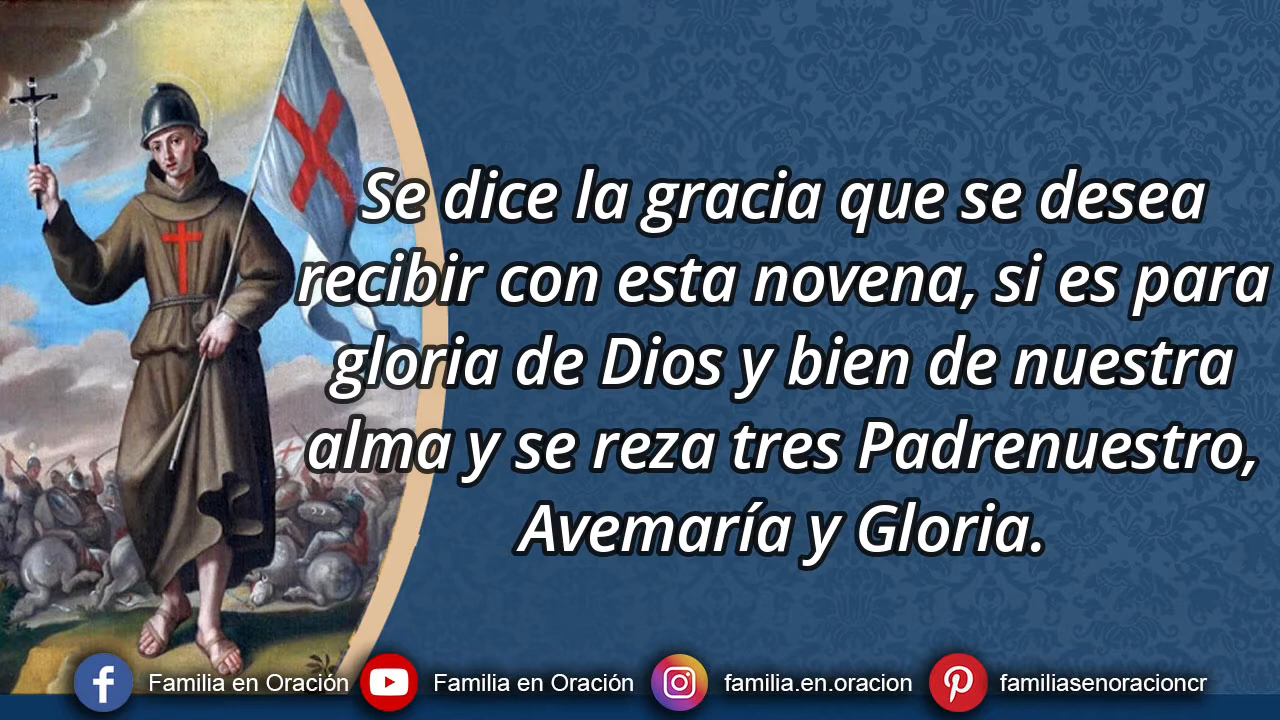 Se dice la gracia que se desea
recibir con esta novena, si es para
gloria de Dios y bien de nuestra
alma y se reza tres Padrenuestro,
Avemaría y Gloria.
Familia en Oración
Familia en Oración
familia.en.oracion
familiasenoracioncr